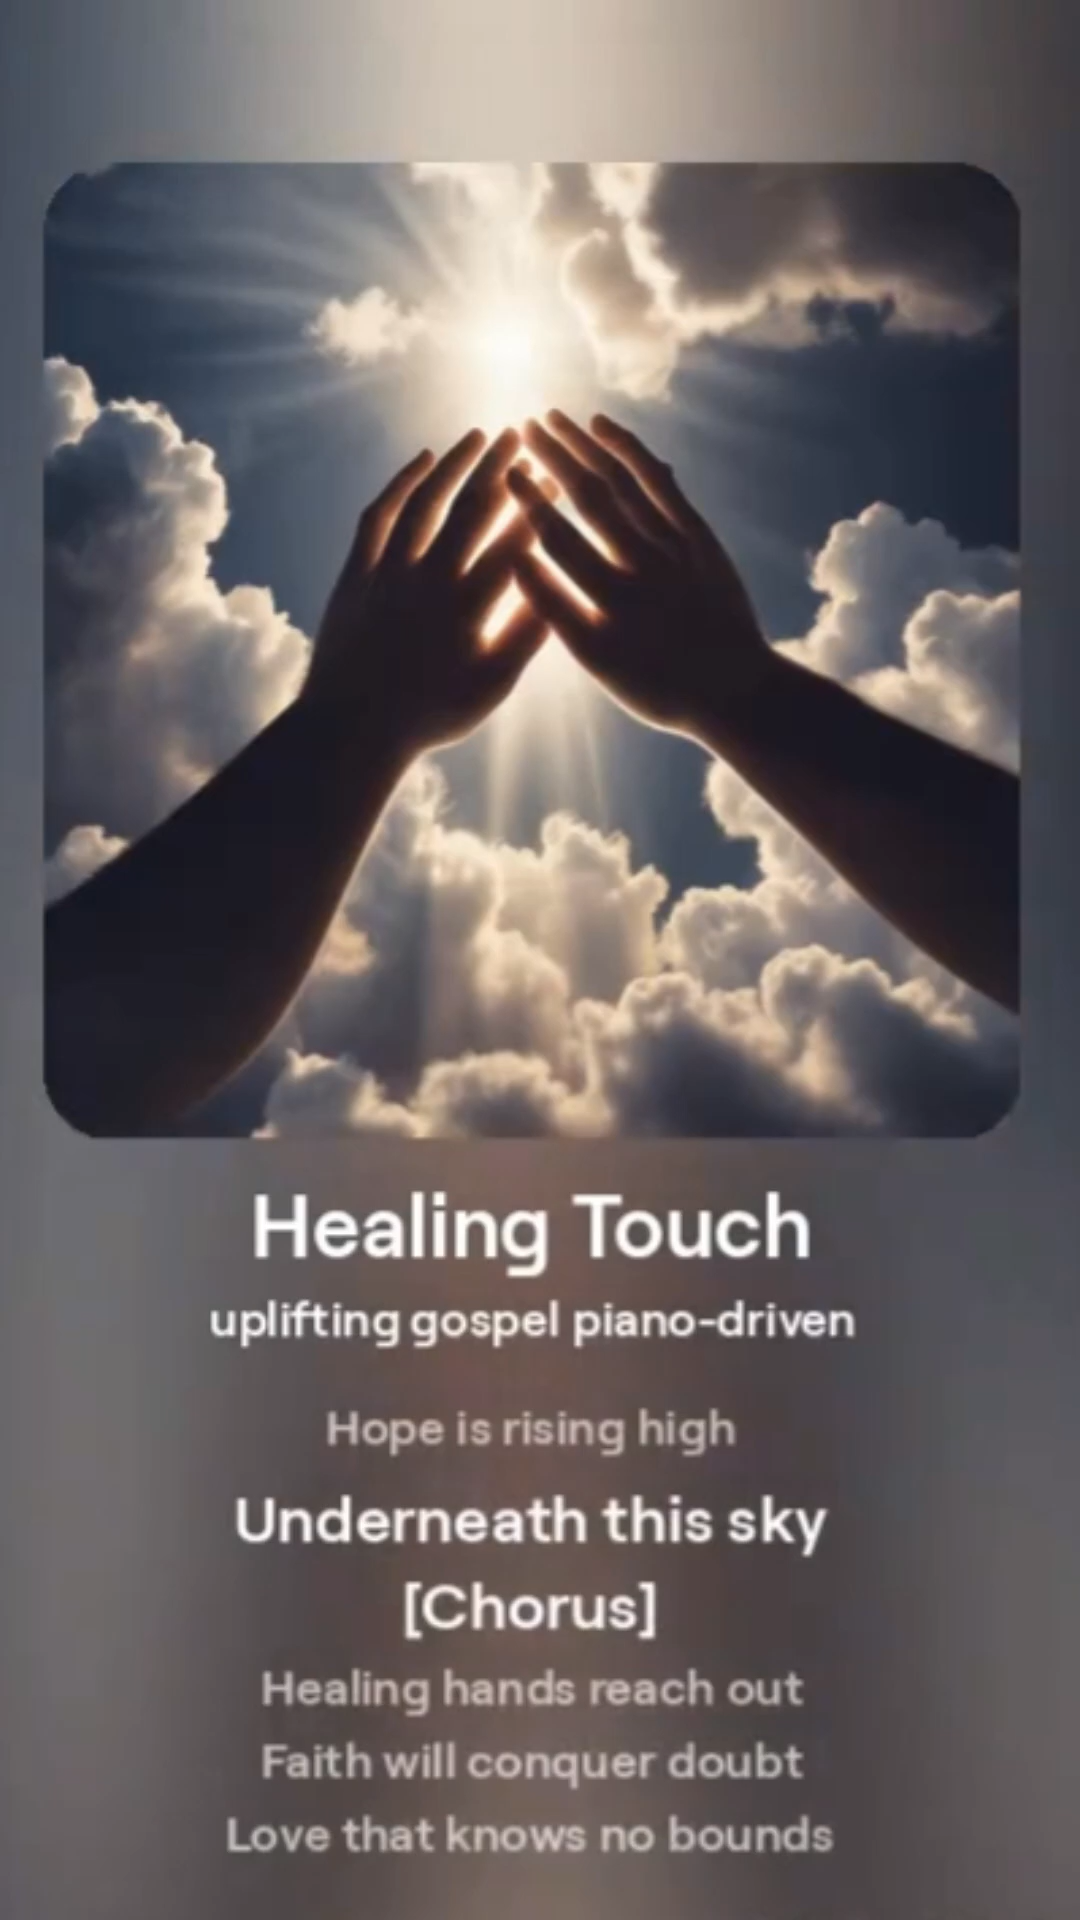 Healing Touch
uplifting gospel piano-driven
Hope is rising high
Underneath this sky
[Chorus]
Healing hands reach out
Faith will conquer doubt
Love that knows no bounds